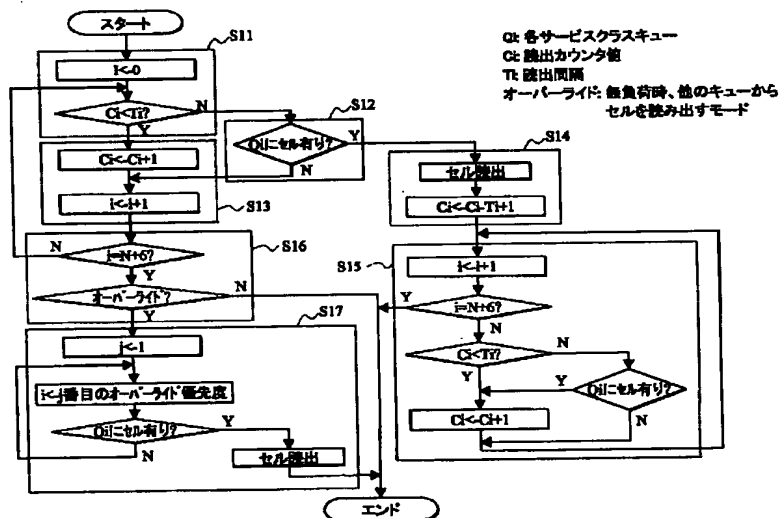 スタート
S11
i<-0
Ci<Ti?
N
Y
S12
Qiにセル有り?
Y
N
Ci<-Ci+1
i<-i+1
S13
S14
セル読出
Ci<-Ci-Ti+1
S16
i=N+6?
N
Y
オーバーライド?
N
Y
S15
i<-i+1
i=N+6?
Y
N
Ci<Ti?
N
Y
Qiにセル有り?
Y
N
Ci<-Ci+1
S17
j<-1
i<-j番目のオーバーライド優先度
Qiにセル有り?
Y
N
セル読出
エンド
Qi: 各サービスクラスキュー
Ci: 読出カウンタ値
Ti: 読出間隔
オーバーライド: 無負荷時、他のキューから
セルを読み出すモード